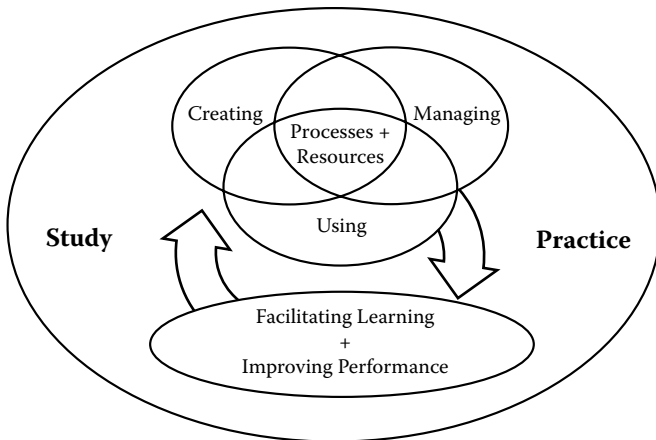 Creating
Managing
Processes +
Resources
Using
Study
Practice
Facilitating Learning
+
Improving Performance